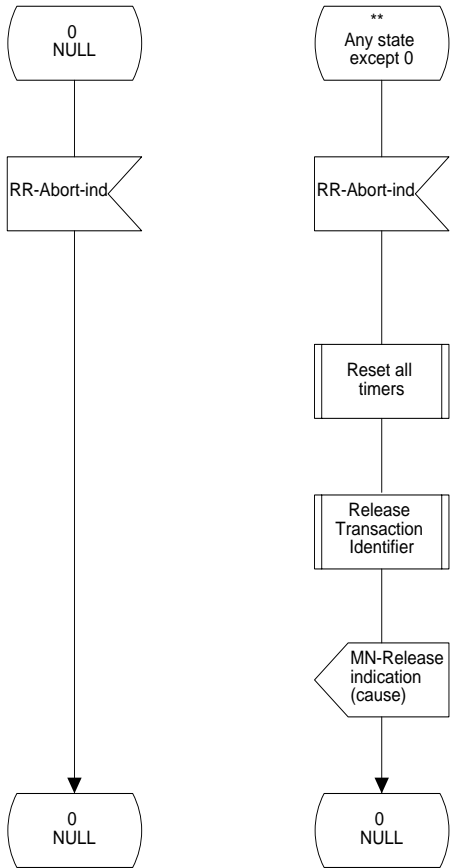 0
NULL
RR-Abort-ind
0
NULL
**
Any state
except 0
RR-Abort-ind
Reset all
timers
Release
Transaction
Identifier
MN-Release
indication
(cause)
0
NULL